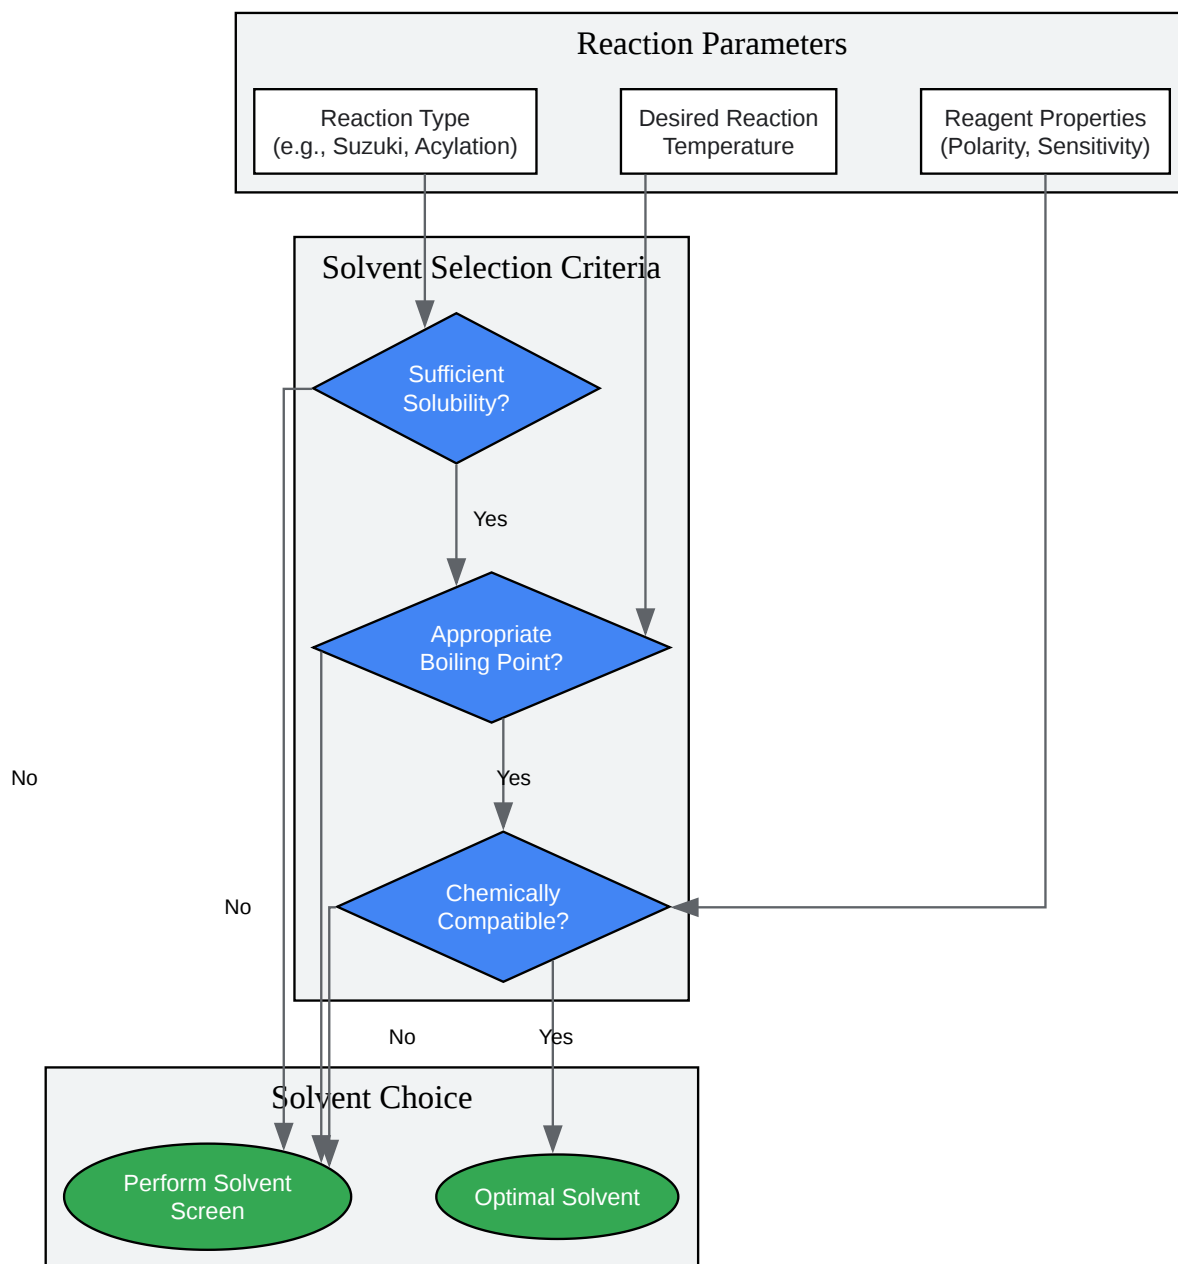 Reaction Parameters
Reaction Type
(e.g., Suzuki, Acylation)
Desired Reaction
Temperature
Reagent Properties
(Polarity, Sensitivity)
Solvent Selection Criteria
Sufficient
Solubility?
Yes
Appropriate
Boiling Point?
No
Yes
Chemically
Compatible?
No
No
Yes
Solvent Choice
Perform Solvent
Screen
Optimal Solvent